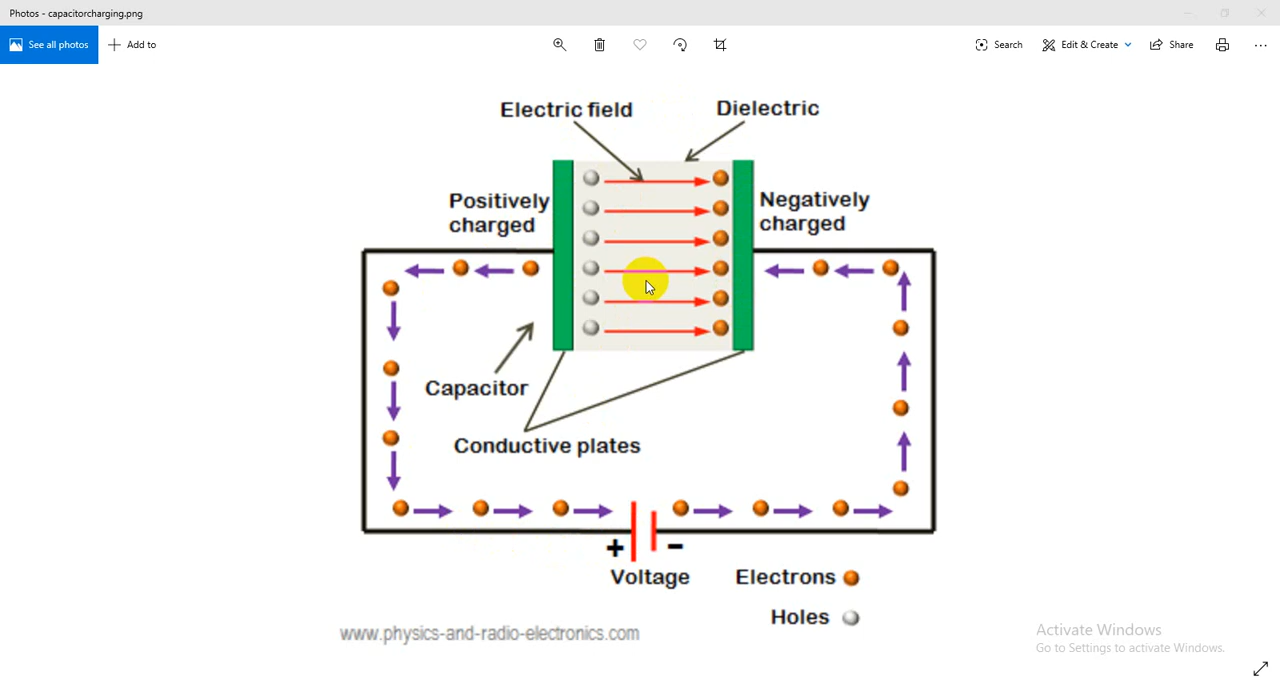 Photos - capacitorcharging.png
See all photos
Add to
Search
Edit & Create
Share
Electric field
Dielectric
Positively
charged
Negatively
charged
Capacitor
Conductive plates
+
−
Voltage
Electrons
Holes
www.physics-and-radio-electronics.com
Activate Windows
Go to Settings to activate Windows.